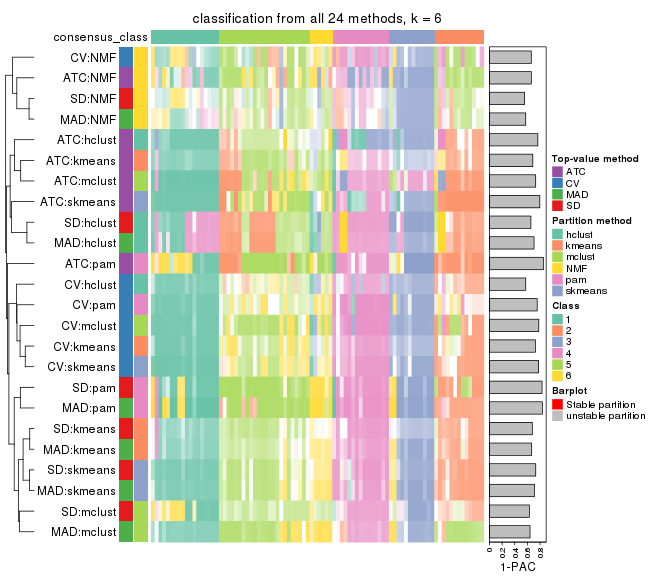 classification from all 24 methods, k = 6
consensus_class
CV:NMF
ATC:NMF
SD:NMF
MAD:NMF
ATC:hclust
ATC:kmeans
ATC:mclust
ATC:skmeans
SD:hclust
MAD:hclust
ATC:pam
CV:hclust
CV:pam
CV:mclust
CV:kmeans
CV:skmeans
SD:pam
MAD:pam
SD:kmeans
MAD:kmeans
SD:skmeans
MAD:skmeans
SD:mclust
MAD:mclust
0
0.2
0.4
0.6
0.8
1-PAC
Top-value method
ATC
CV
MAD
SD
Partition method
hclust
kmeans
mclust
NMF
pam
skmeans
Class
1
2
3
4
5
6
Barplot
Stable partition
unstable partition